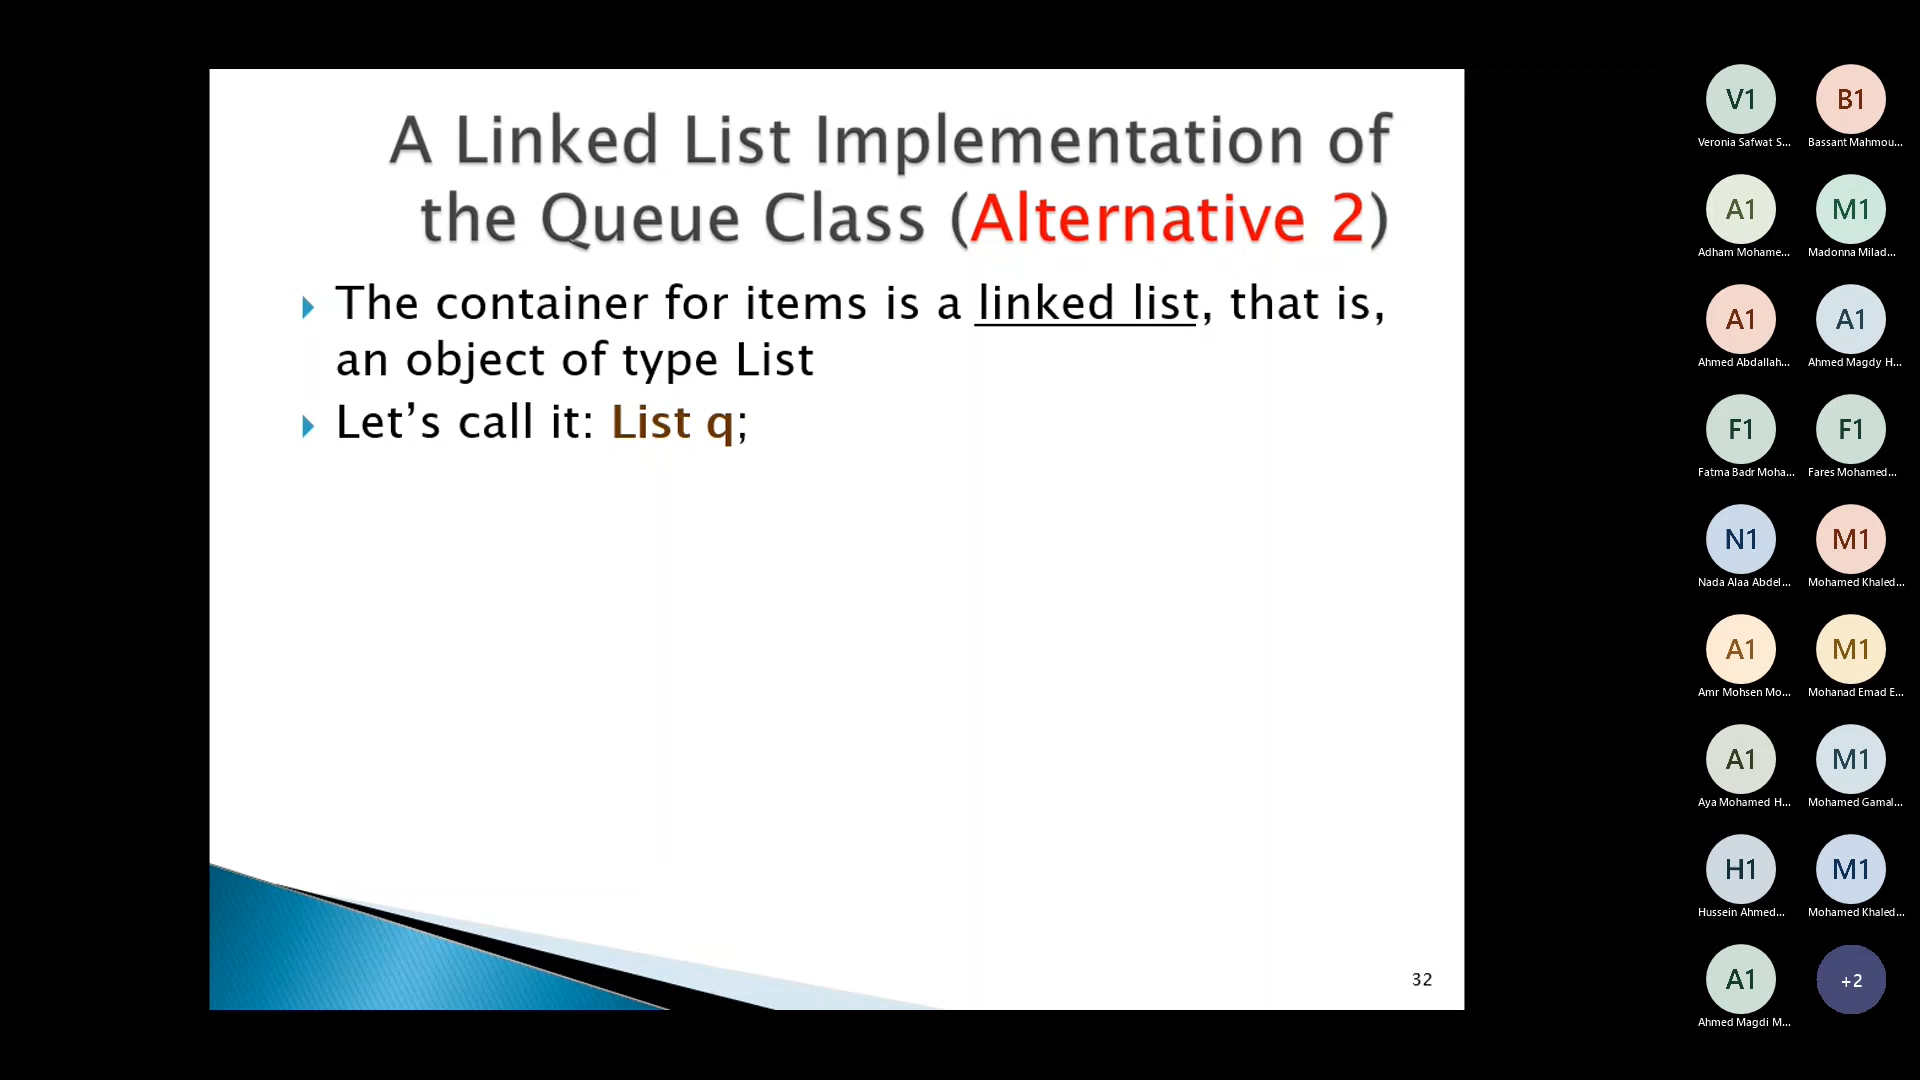 A Linked List Implementation of
the Queue Class (Alternative 2)
The container for items is a linked list, that is,
an object of type List
Let’s call it: List q;
32
V1
B1
Veronia Safwat S...
Bassant Mahmou...
A1
M1
Adham Mohame...
Madonna Milad...
A1
A1
Ahmed Abdallah...
Ahmed Magdy H...
F1
F1
Fatma Badr Moha...
Fares Mohamed...
N1
M1
Nada Alaa Abdel...
Mohamed Khaled...
A1
M1
Amr Mohsen Mo...
Mohanad Emad E...
A1
M1
Aya Mohamed H...
Mohamed Gamal...
H1
M1
Hussein Ahmed...
Mohamed Khaled...
A1
+2
Ahmed Magdi M...